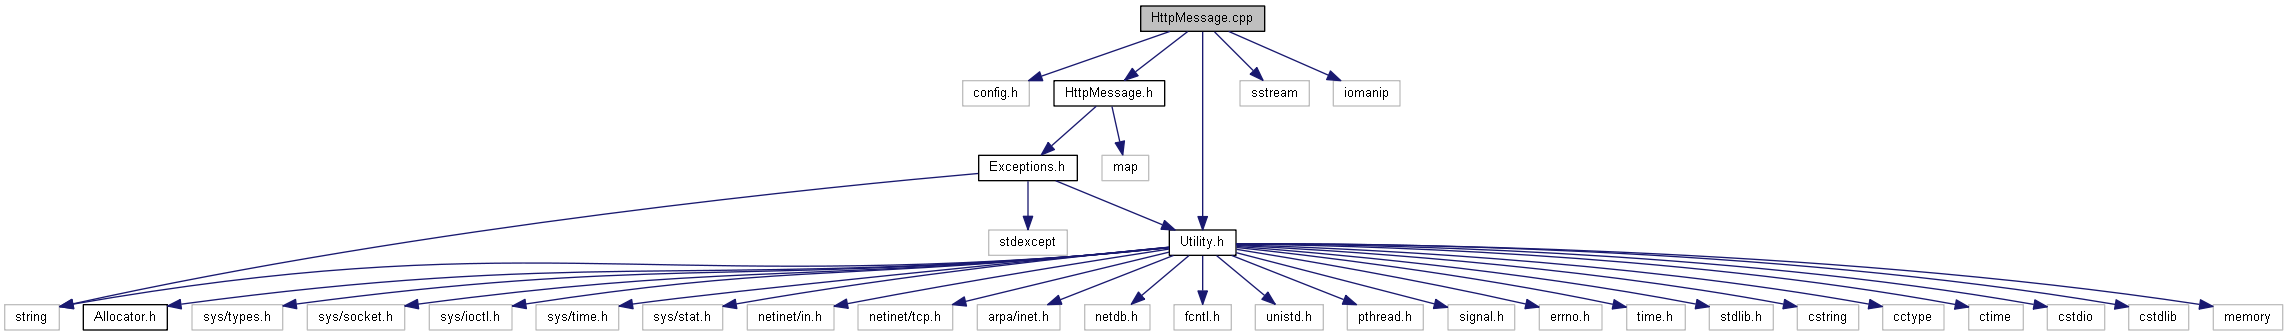 HttpMessage.cpp
config.h
HttpMessage.h
sstream
iomanip
Exceptions.h
map
stdexcept
Utility.h
string
Allocator.h
sys/types.h
sys/socket.h
sys/ioctl.h
sys/time.h
sys/stat.h
netinet/in.h
netinet/tcp.h
arpa/inet.h
netdb.h
fcntl.h
unistd.h
pthread.h
signal.h
errno.h
time.h
stdlib.h
cstring
cctype
ctime
cstdio
cstdlib
memory